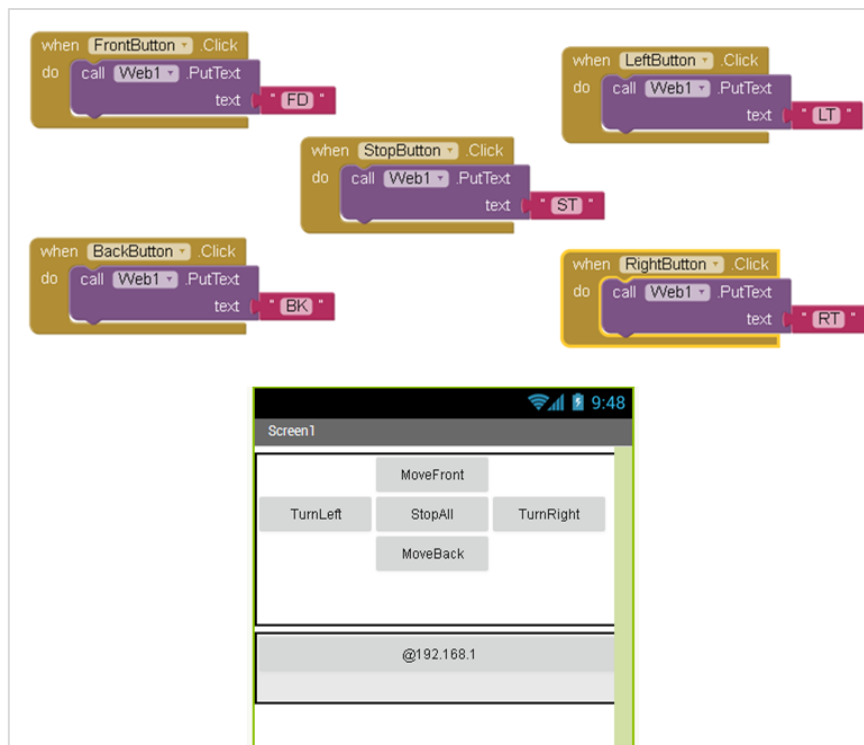 when FrontButton .Click
do call Web1 .PutText
text " FD "
when LeftButton .Click
do call Web1 .PutText
text " LT "
when StopButton .Click
do call Web1 .PutText
text " ST "
when BackButton .Click
do call Web1 .PutText
text " BK "
when RightButton .Click
do call Web1 .PutText
text " RT "
9:48
Screen1
MoveFront
TurnLeft StopAll TurnRight
MoveBack
@192.168.1